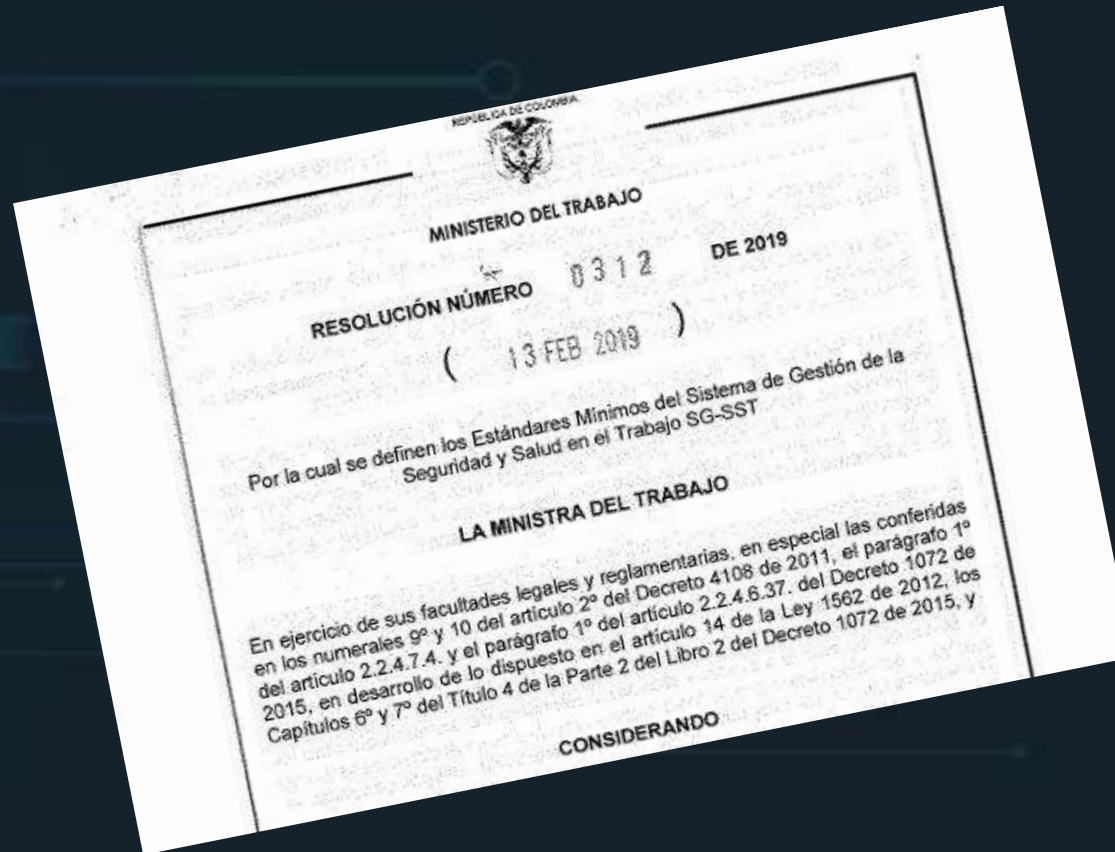 REPÚBLICA DE COLOMBIA
MINISTERIO DEL TRABAJO
RESOLUCIÓN NÚMERO 0312 DE 2019
( 13 FEB 2019 )
Por la cual se definen los Estándares Mínimos del Sistema de Gestión de la
Seguridad y Salud en el Trabajo SG-SST
LA MINISTRA DEL TRABAJO
En ejercicio de sus facultades legales y reglamentarias, en especial las conferidas
en los numerales 9º y 10 del artículo 2º del Decreto 4108 de 2011, el parágrafo 1º
del artículo 2.2.4.7.4. y el parágrafo 1º del artículo 2.2.4.6.37. del Decreto 1072 de
2015, en desarrollo de lo dispuesto en el artículo 14 de la Ley 1562 de 2012, los
Capítulos 6º y 7º del Título 4 de la Parte 2 del Libro 2 del Decreto 1072 de 2015, y
CONSIDERANDO